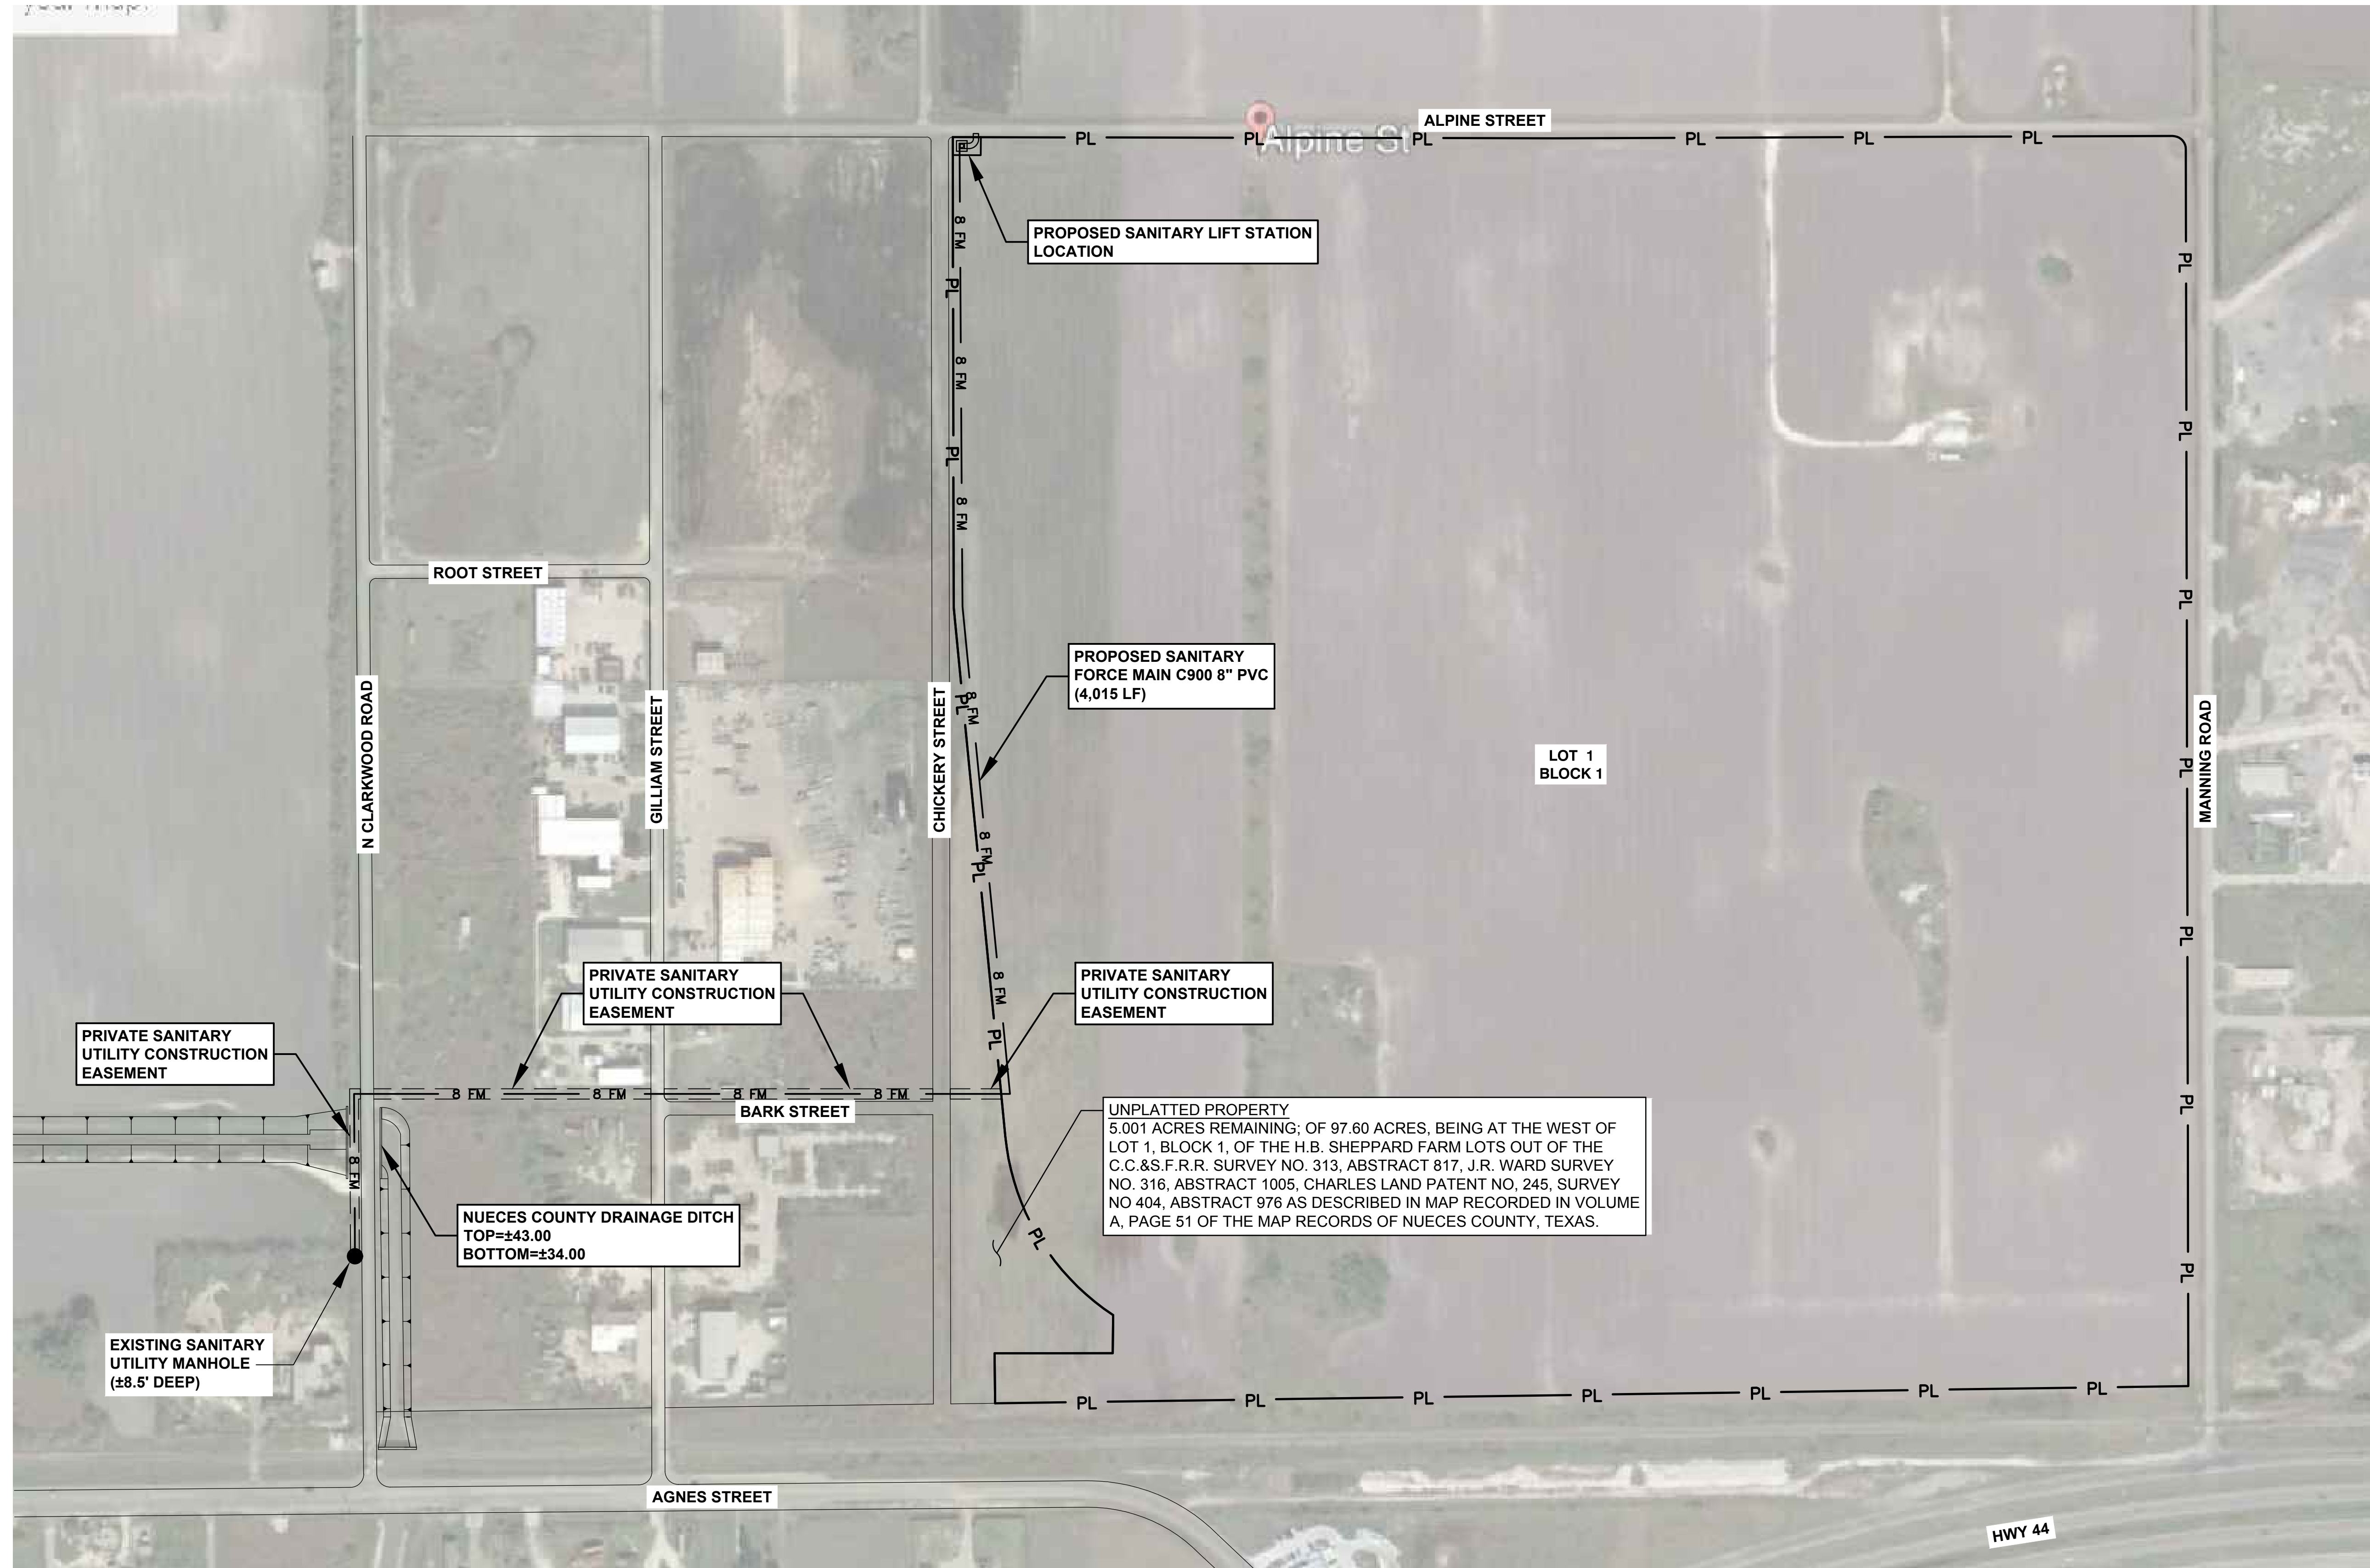 your map.
ALPINE STREET
Alpine St
PL
PL
PL
PL
PL
PL
PROPOSED SANITARY LIFT STATION
LOCATION
8 FM
PL
8 FM
PL
8 FM
PL
PL
PL
ROOT STREET
PROPOSED SANITARY
FORCE MAIN C900 8" PVC
(4,015 LF)
8 FM
PL
N CLARKWOOD ROAD
GILLIAM STREET
CHICKERY STREET
LOT 1
BLOCK 1
MANNING ROAD
PL
8 FM
PL
PL
8 FM
PL
PRIVATE SANITARY
UTILITY CONSTRUCTION
EASEMENT
PRIVATE SANITARY
UTILITY CONSTRUCTION
EASEMENT
PRIVATE SANITARY
UTILITY CONSTRUCTION
EASEMENT
8 FM
8 FM
8 FM
8 FM
BARK STREET
PL
UNPLATTED PROPERTY
5.001 ACRES REMAINING; OF 97.60 ACRES, BEING AT THE WEST OF
LOT 1, BLOCK 1, OF THE H.B. SHEPPARD FARM LOTS OUT OF THE
C.C.&S.F.R.R. SURVEY NO. 313, ABSTRACT 817, J.R. WARD SURVEY
NO. 316, ABSTRACT 1005, CHARLES LAND PATENT NO, 245, SURVEY
NO 404, ABSTRACT 976 AS DESCRIBED IN MAP RECORDED IN VOLUME
A, PAGE 51 OF THE MAP RECORDS OF NUECES COUNTY, TEXAS.
8 FM
NUECES COUNTY DRAINAGE DITCH
TOP=±43.00
BOTTOM=±34.00
PL
PL
EXISTING SANITARY
UTILITY MANHOLE
(±8.5' DEEP)
PL
PL
PL
PL
PL
PL
PL
AGNES STREET
HWY 44